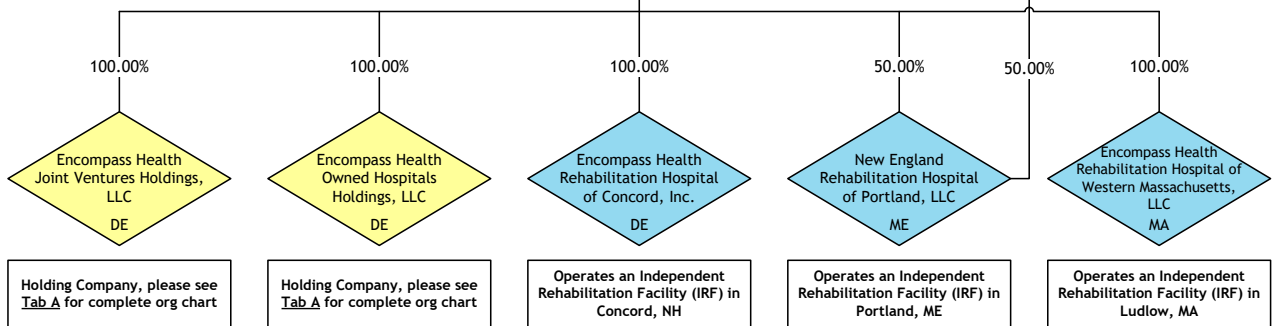 100.00%
100.00%
100.00%
50.00%
50.00%
100.00%
Encompass Health
Joint Ventures Holdings,
LLC
DE
Encompass Health
Owned Hospitals
Holdings, LLC
DE
Encompass Health
Rehabilitation Hospital
of Concord, Inc.
DE
New England
Rehabilitation Hospital
of Portland, LLC
ME
Encompass Health
Rehabilitation Hospital of
Western Massachusetts,
LLC
MA
Holding Company, please see
Tab A for complete org chart
Holding Company, please see
Tab A for complete org chart
Operates an Independent
Rehabilitation Facility (IRF) in
Concord, NH
Operates an Independent
Rehabilitation Facility (IRF) in
Portland, ME
Operates an Independent
Rehabilitation Facility (IRF) in
Ludlow, MA